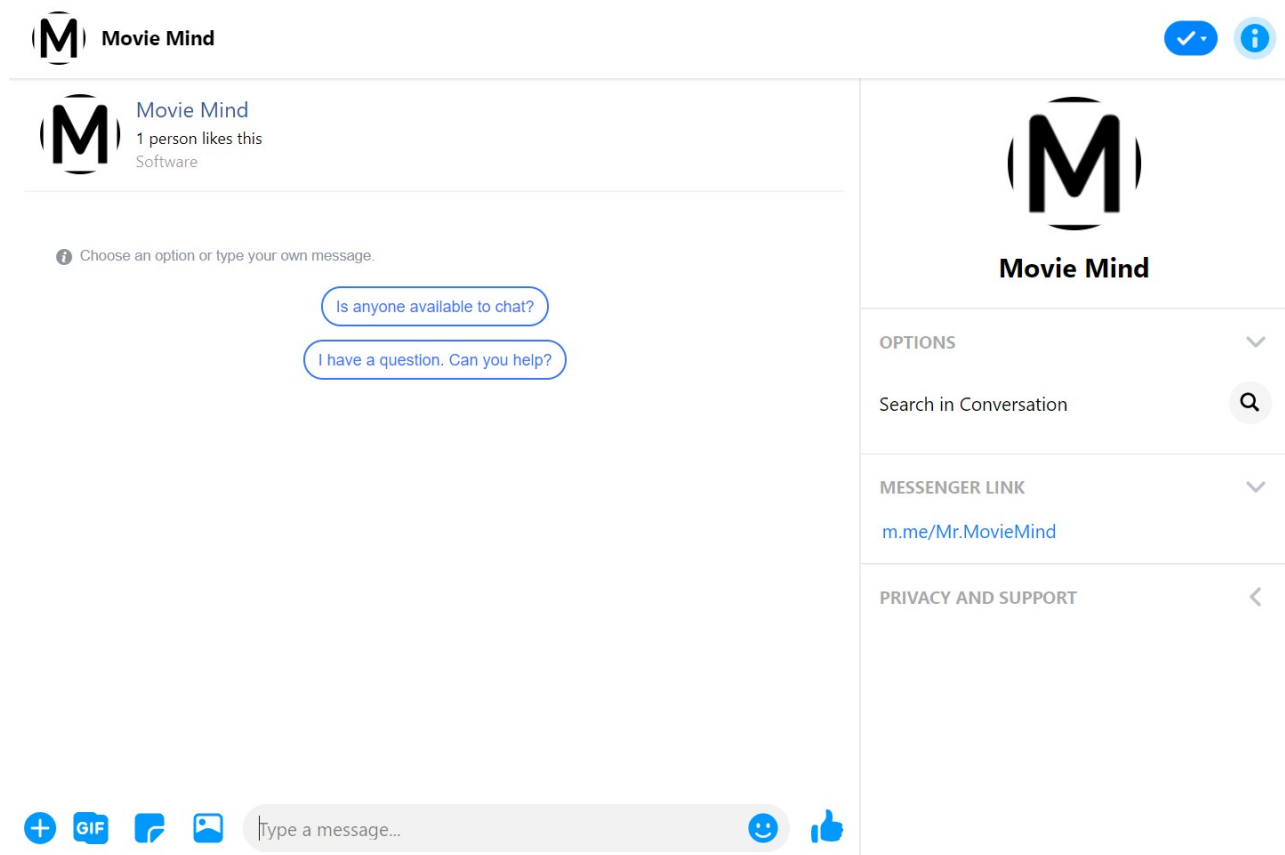 M Movie Mind
M Movie Mind
1 person likes this
Software
Choose an option or type your own message.
Is anyone available to chat?
I have a question. Can you help?
GIF
Type a message...
M
Movie Mind
OPTIONS
Search in Conversation
MESSENGER LINK
m.me/Mr.MovieMind
PRIVACY AND SUPPORT